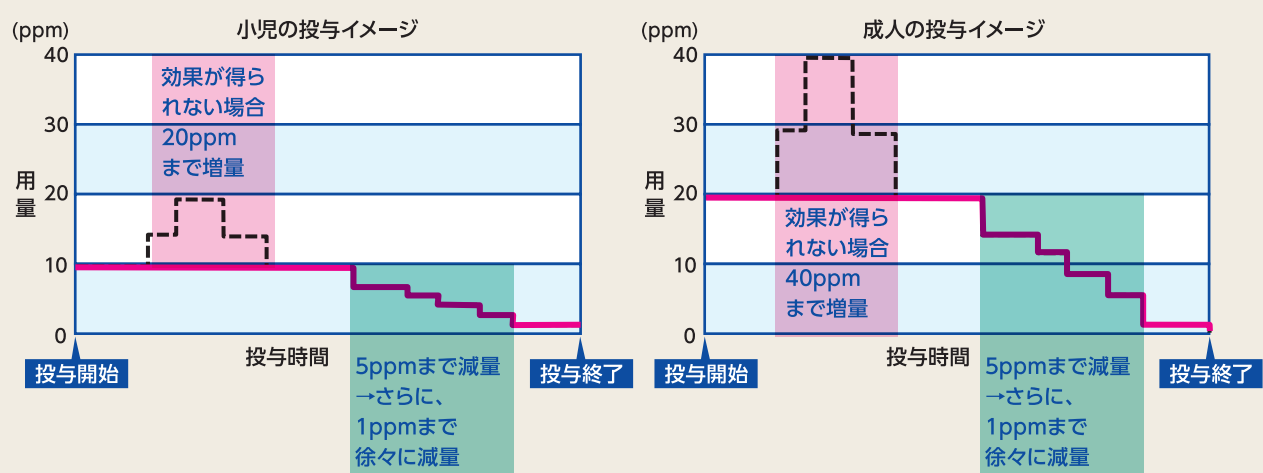 小児の投与イメージ
(ppm)
40
30
20
10
0
用
量
効果が得ら
れない場合
20ppm
まで増量
投与時間
投与開始
投与終了
5ppmまで減量
→さらに、
1ppmまで
徐々に減量
成人の投与イメージ
(ppm)
40
30
20
10
0
用
量
効果が得ら
れない場合
40ppm
まで増量
投与時間
投与開始
投与終了
5ppmまで減量
→さらに、
1ppmまで
徐々に減量